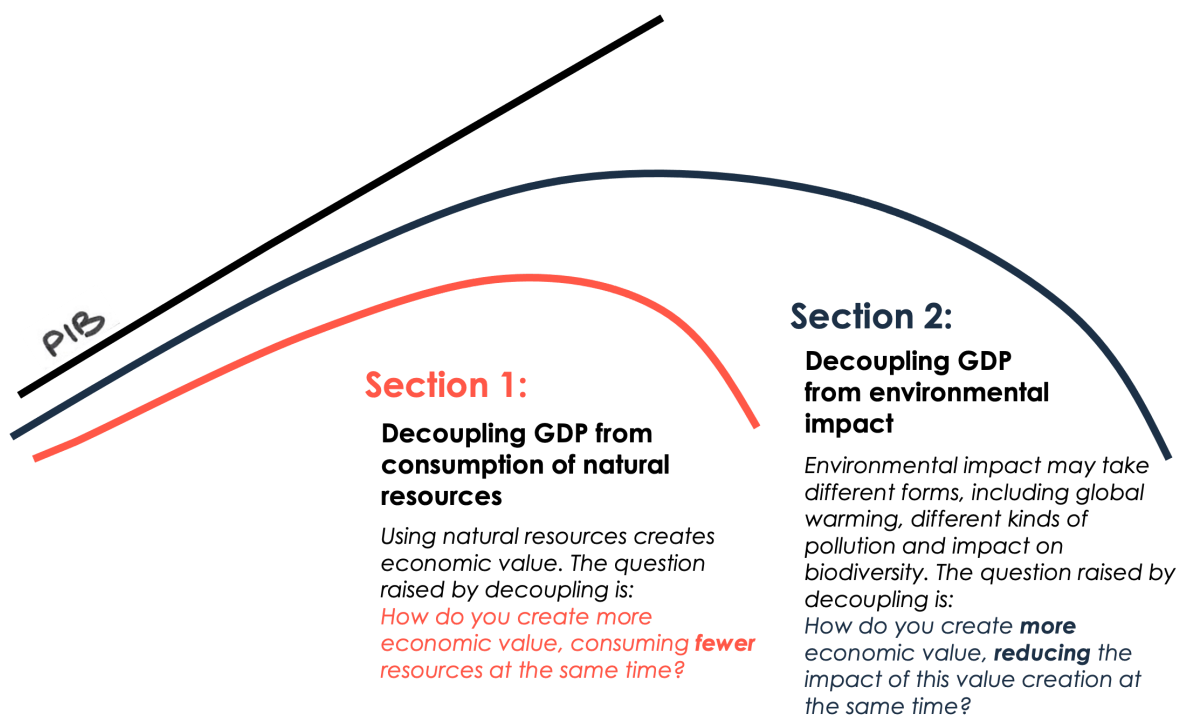 PIB
Section 1:
Decoupling GDP from
consumption of natural
resources
Using natural resources creates
economic value. The question
raised by decoupling is:
How do you create more
economic value, consuming fewer
resources at the same time?
Section 2:
Decoupling GDP
from environmental
impact
Environmental impact may take
different forms, including global
warming, different kinds of
pollution and impact on
biodiversity. The question raised by
decoupling is:
How do you create more
economic value, reducing the
impact of this value creation at
the same time?